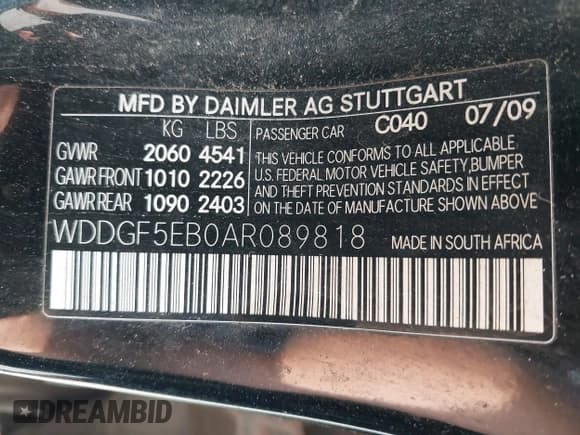 MFD BY DAIMLER AG STUTTGART
KG LBS PASSENGER CAR C040 07/09
GVWR 2060 4541
GAWR FRONT 1010 2226
GAWR REAR 1090 2403
THIS VEHICLE CONFORMS TO ALL APPLICABLE
U.S. FEDERAL MOTOR VEHICLE SAFETY, BUMPER
AND THEFT PREVENTION STANDARDS IN EFFECT
ON THE DATE OF MANUFACTURE SHOWN ABOVE
WDDGF5EB0AR089818 MADE IN SOUTH AFRICA
DREAMBID